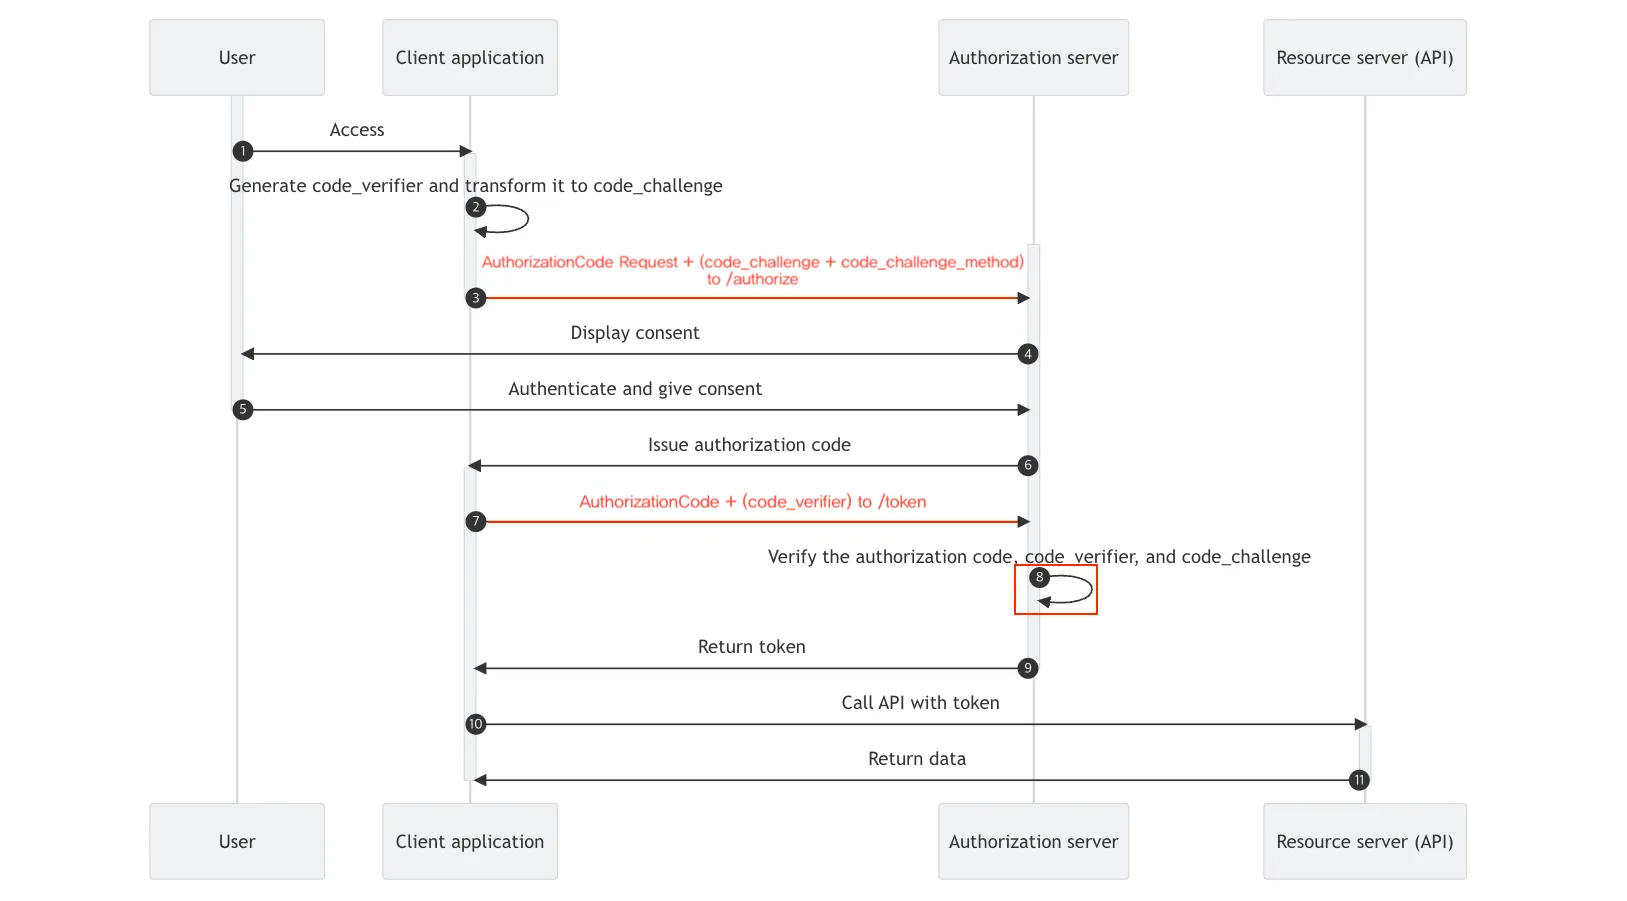 User
Client application
Authorization server
Resource server (API)
Access
1
Generate code_verifier and transform it to code_challenge
2
AuthorizationCode Request + (code_challenge + code_challenge_method)
to /authorize
3
Display consent
4
Authenticate and give consent
5
Issue authorization code
6
AuthorizationCode + (code_verifier) to /token
7
Verify the authorization code, code_verifier, and code_challenge
8
Return token
9
Call API with token
10
Return data
11
User
Client application
Authorization server
Resource server (API)